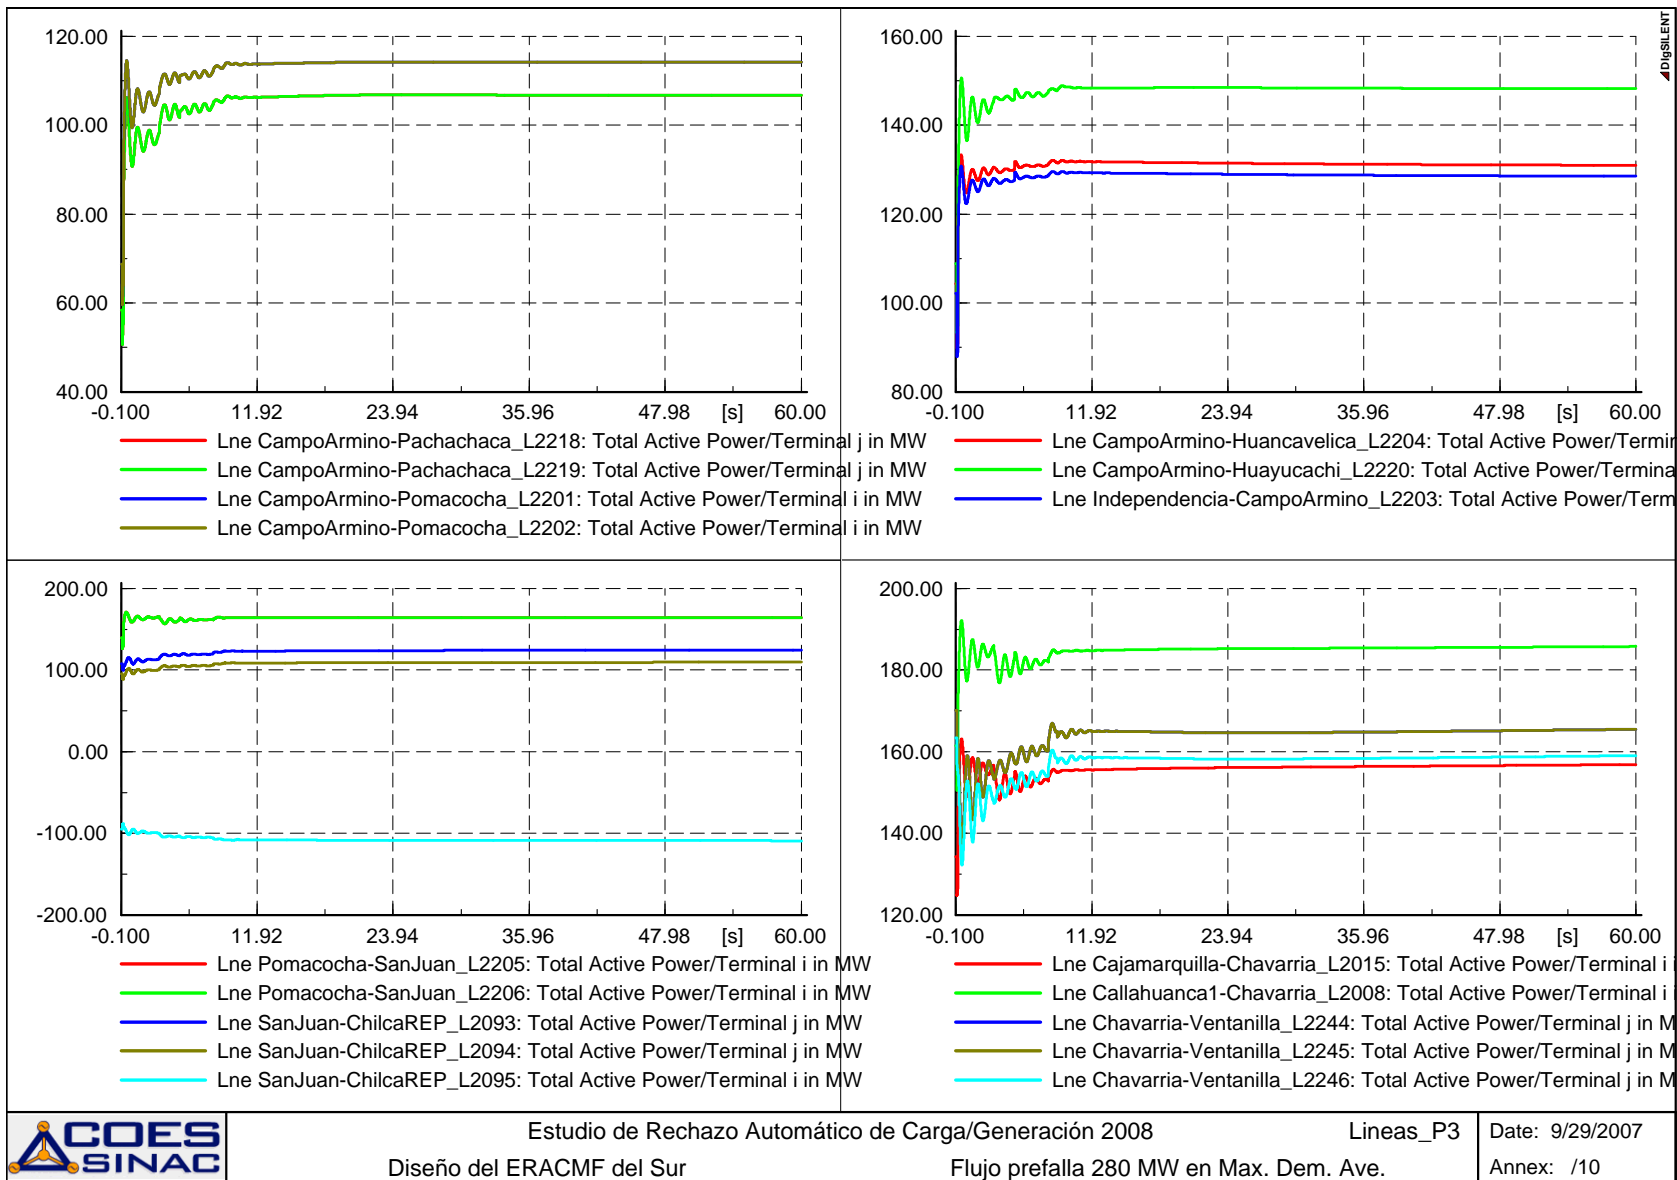 DIgSILENT
120.00
100.00
80.00
60.00
40.00
-0.100 11.92 23.94 35.96 47.98 [s] 60.00
Lne CampoArmino-Pachachaca_L2218: Total Active Power/Terminal j in MW
Lne CampoArmino-Pachachaca_L2219: Total Active Power/Terminal j in MW
Lne CampoArmino-Pomacocha_L2201: Total Active Power/Terminal i in MW
Lne CampoArmino-Pomacocha_L2202: Total Active Power/Terminal i in MW
160.00
140.00
120.00
100.00
80.00
-0.100 11.92 23.94 35.96 47.98 [s] 60.00
Lne CampoArmino-Huancavelica_L2204: Total Active Power/Termin
Lne CampoArmino-Huayucachi_L2220: Total Active Power/Termina
Lne Independencia-CampoArmino_L2203: Total Active Power/Term
200.00
100.00
0.00
-100.00
-200.00
-0.100 11.92 23.94 35.96 47.98 [s] 60.00
Lne Pomacocha-SanJuan_L2205: Total Active Power/Terminal i in MW
Lne Pomacocha-SanJuan_L2206: Total Active Power/Terminal i in MW
Lne SanJuan-ChilcaREP_L2093: Total Active Power/Terminal j in MW
Lne SanJuan-ChilcaREP_L2094: Total Active Power/Terminal j in MW
Lne SanJuan-ChilcaREP_L2095: Total Active Power/Terminal i in MW
200.00
180.00
160.00
140.00
120.00
-0.100 11.92 23.94 35.96 47.98 [s] 60.00
Lne Cajamarquilla-Chavarria_L2015: Total Active Power/Terminal i i
Lne Callahuanca1-Chavarria_L2008: Total Active Power/Terminal i i
Lne Chavarria-Ventanilla_L2244: Total Active Power/Terminal j in M
Lne Chavarria-Ventanilla_L2245: Total Active Power/Terminal j in M
Lne Chavarria-Ventanilla_L2246: Total Active Power/Terminal j in M
COES
SINAC
Estudio de Rechazo Automático de Carga/Generación 2008 Lineas_P3
Diseño del ERACMF del Sur Flujo prefalla 280 MW en Max. Dem. Ave.
Date: 9/29/2007
Annex: /10